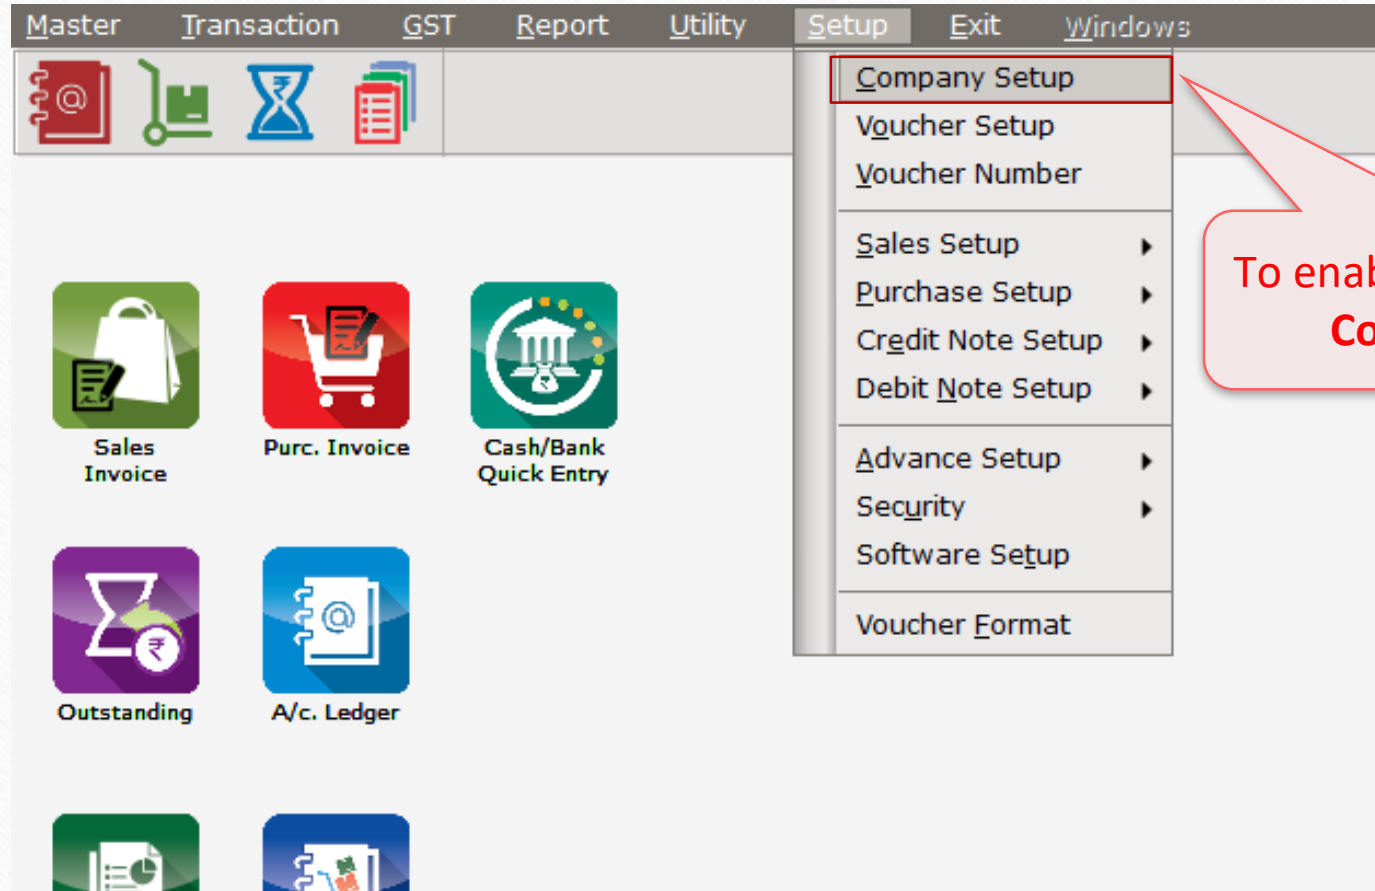 Master Transaction GST Report Utility Setup Exit Windows
Company Setup
Voucher Setup
Voucher Number
Sales Setup
Purchase Setup
Credit Note Setup
Debit Note Setup
Advance Setup
Security
Software Setup
Voucher Format
To
Sales
Invoice
Purc. Invoice
Cash/Bank
Quick Entry
Outstanding
A/c. Ledger